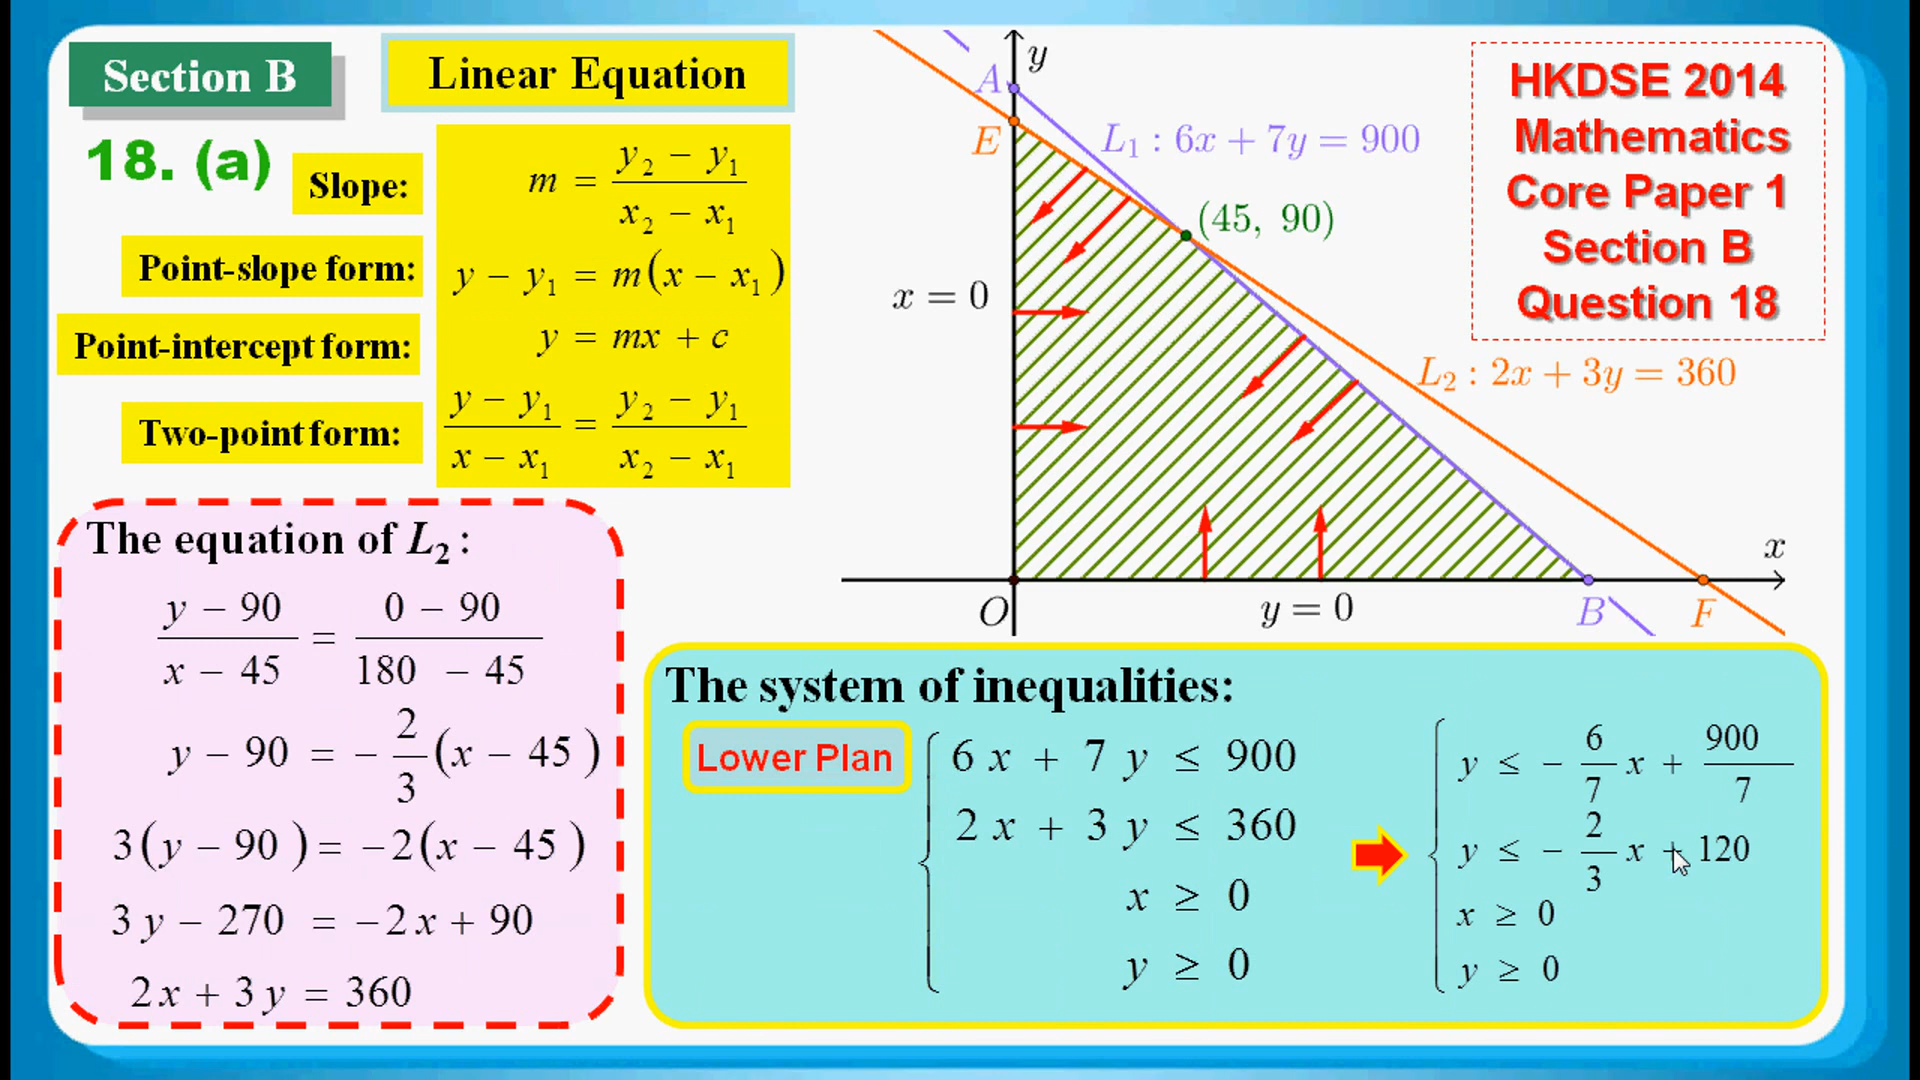 Section B
Linear Equation
18. (a)
Slope:
m = (y₂ − y₁)/(x₂ − x₁)
Point-slope form:
y − y₁ = m(x − x₁)
Point-intercept form:
y = mx + c
Two-point form:
(y − y₁)/(x − x₁) = (y₂ − y₁)/(x₂ − x₁)
The equation of L₂ :
(y − 90)/(x − 45) = (0 − 90)/(180 − 45)
y − 90 = −2/3(x − 45)
3(y − 90) = −2(x − 45)
3y − 270 = −2x + 90
2x + 3y = 360
y
A
E
L₁ : 6x + 7y = 900
(45, 90)
x = 0
L₂ : 2x + 3y = 360
x
O
y = 0
B
F
HKDSE 2014
Mathematics
Core Paper 1
Section B
Question 18
The system of inequalities:
Lower Plan
6x + 7y ≤ 900
2x + 3y ≤ 360
x ≥ 0
y ≥ 0
y ≤ −6/7x + 900/7
y ≤ −2/3x + 120
x ≥ 0
y ≥ 0